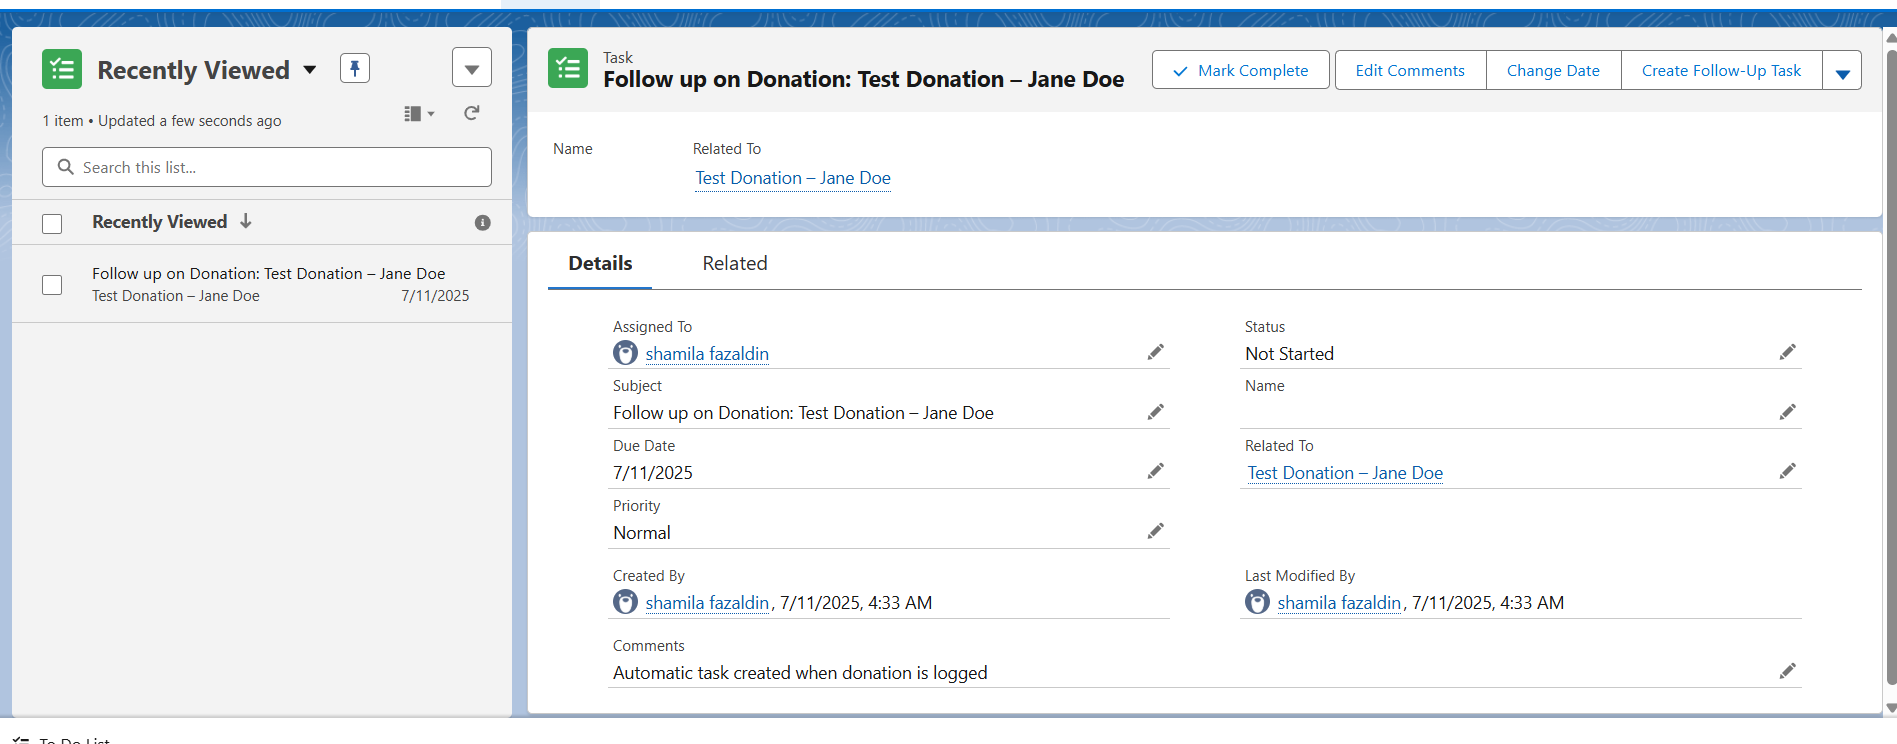 Recently Viewed
1 item • Updated a few seconds ago
Search this list...
Recently Viewed
Follow up on Donation: Test Donation – Jane Doe
Test Donation – Jane Doe 7/11/2025
Task
Follow up on Donation: Test Donation – Jane Doe
Mark Complete
Edit Comments
Change Date
Create Follow-Up Task
Name
Related To
Test Donation – Jane Doe
Details
Related
Assigned To
shamila fazaldin
Status
Not Started
Subject
Follow up on Donation: Test Donation – Jane Doe
Name
Due Date
7/11/2025
Related To
Test Donation – Jane Doe
Priority
Normal
Created By
shamila fazaldin, 7/11/2025, 4:33 AM
Last Modified By
shamila fazaldin, 7/11/2025, 4:33 AM
Comments
Automatic task created when donation is logged
To Do List